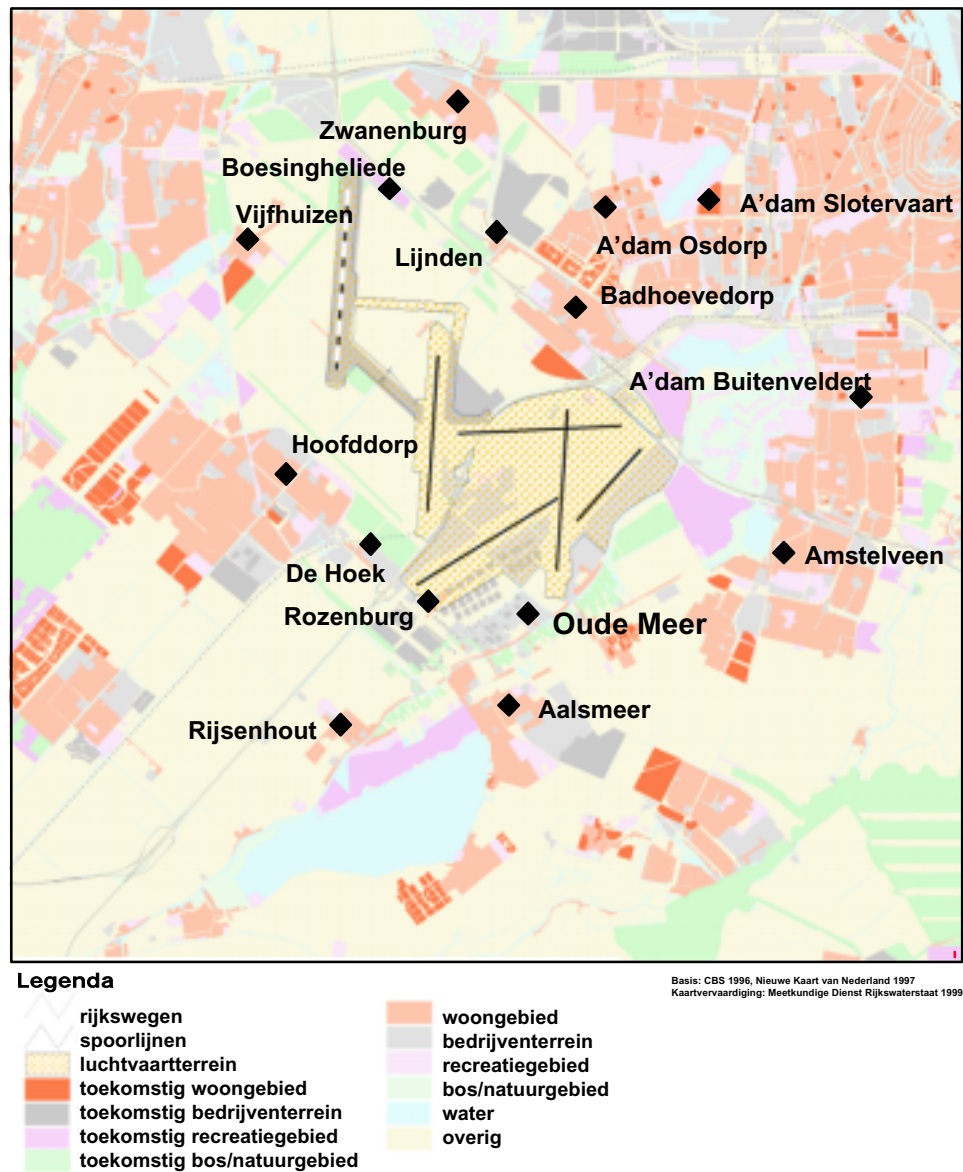 Zwanenburg
Boesingheliede
Vijfhuizen
A'dam Slotervaart
Lijnden
A'dam Osdorp
Badhoevedorp
A'dam Buitenveldert
Hoofddorp
Amstelveen
De Hoek
Rozenburg
Oude Meer
Aalsmeer
Rijsenhout
Legenda
rijkswegen
spoorlijnen
luchtvaartterrein
toekomstig woongebied
toekomstig bedrijventerrein
toekomstig recreatiegebied
toekomstig bos/natuurgebied
woongebied
bedrijventerrein
recreatiegebied
bos/natuurgebied
water
overig
Basis: CBS 1996, Nieuwe Kaart van Nederland 1997
Kaartvervaardiging: Meetkundige Dienst Rijkswaterstaat 1999